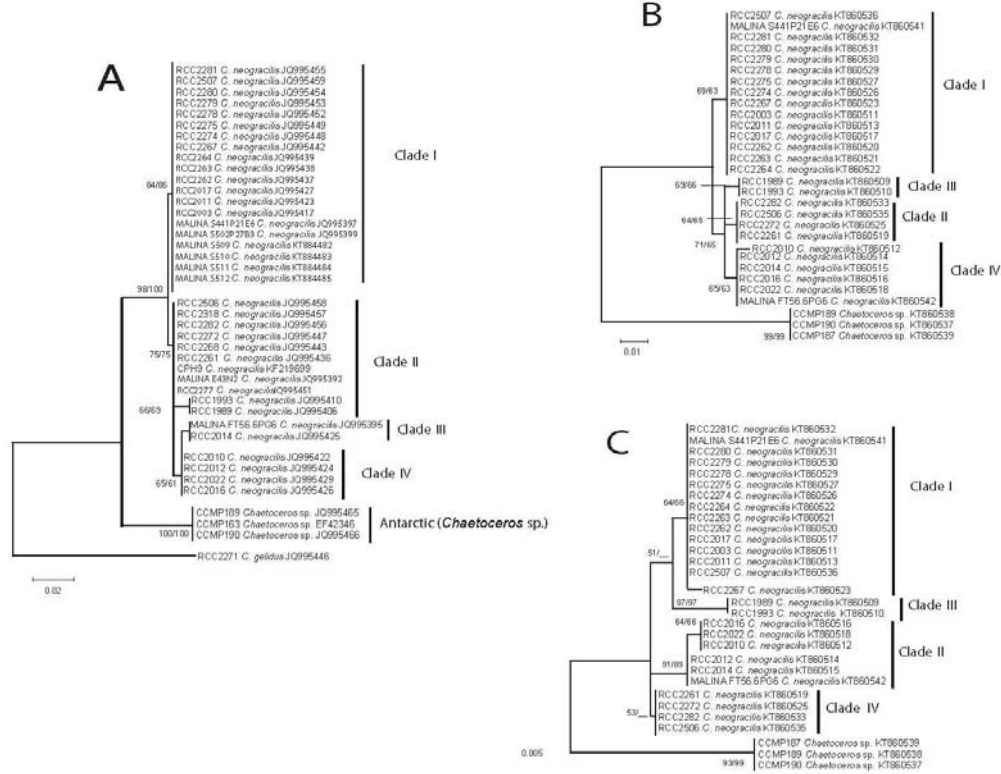 A
RCC2281 C. neogracilis JQ995455
RCC2507 C. neogracilis JQ995459
RCC2280 C. neogracilis JQ995454
RCC2279 C. neogracilis JQ995453
RCC2278 C. neogracilis JQ995452
RCC2275 C. neogracilis JQ995449
RCC2274 C. neogracilis JQ995448
RCC2267 C. neogracilis JQ995442
RCC2264 C. neogracilis JQ995439
RCC2263 C. neogracilis JQ995438
RCC2262 C. neogracilis JQ995437
RCC2017 C. neogracilis JQ995427
RCC2011 C. neogracilis JQ995423
RCC2003 C. neogracilis JQ995417
MALINA S441P21E6 C. neogracilis JQ995397
MALINA S502P27B3 C. neogracilis JQ995399
MALINA S509 C. neogracilis KT884482
MALINA S510 C. neogracilis KT884483
MALINA S511 C. neogracilis KT884484
MALINA S512 C. neogracilis KT884485
Clade I
84/86
98/100
RCC2506 C. neogracilis JQ995458
RCC2318 C. neogracilis JQ995457
RCC2282 C. neogracilis JQ995456
RCC2272 C. neogracilis JQ995447
RCC2268 C. neogracilis JQ995443
RCC2261 C. neogracilis JQ995436
CPH9 C. neogracilis KF219699
MALINA E43N2 C. neogracilis JQ995392
RCC2277 C. neogracilis JQ995451
RCC1993 C. neogracilis JQ995410
RCC1989 C. neogracilis JQ995406
Clade II
75/75
66/69
MALINA FT56.6PG6 C. neogracilis JQ995395
RCC2014 C. neogracilis JQ995425
Clade III
RCC2010 C. neogracilis JQ995422
RCC2012 C. neogracilis JQ995424
RCC2022 C. neogracilis JQ995429
RCC2016 C. neogracilis JQ995426
Clade IV
65/61
CCMP189 Chaetoceros sp. JQ995465
CCMP163 Chaetoceros sp. EF42346
CCMP190 Chaetoceros sp. JQ995466
Antarctic (Chaetoceros sp.)
100/100
RCC2271 C. gelidus JQ995446
0.02
B
RCC2507 C. neogracilis KT860536
MALINA S441P21E6 C. neogracilis KT860541
RCC2281 C. neogracilis KT860532
RCC2280 C. neogracilis KT860531
RCC2279 C. neogracilis KT860530
RCC2278 C. neogracilis KT860529
RCC2275 C. neogracilis KT860527
RCC2274 C. neogracilis KT860526
RCC2267 C. neogracilis KT860523
RCC2003 C. neogracilis KT860511
RCC2011 C. neogracilis KT860513
RCC2017 C. neogracilis KT860517
RCC2262 C. neogracilis KT860520
RCC2263 C. neogracilis KT860521
RCC2264 C. neogracilis KT860522
Clade I
69/63
RCC1989 C. neogracilis KT860509
RCC1993 C. neogracilis KT860510
Clade III
63/66
RCC2282 C. neogracilis KT860533
RCC2506 C. neogracilis KT860535
RCC2272 C. neogracilis KT860525
RCC2261 C. neogracilis KT860519
Clade II
64/65
71/65
RCC2010 C. neogracilis KT860512
RCC2012 C. neogracilis KT860514
RCC2014 C. neogracilis KT860515
RCC2016 C. neogracilis KT860516
RCC2022 C. neogracilis KT860518
MALINA FT56.6PG6 C. neogracilis KT860542
Clade IV
65/63
CCMP189 Chaetoceros sp. KT860538
CCMP190 Chaetoceros sp. KT860537
CCMP187 Chaetoceros sp. KT860539
99/99
0.01
C
RCC2281 C. neogracilis KT860532
MALINA S441P21E6 C. neogracilis KT860541
RCC2280 C. neogracilis KT860531
RCC2279 C. neogracilis KT860530
RCC2278 C. neogracilis KT860529
RCC2275 C. neogracilis KT860527
RCC2274 C. neogracilis KT860526
RCC2264 C. neogracilis KT860522
RCC2263 C. neogracilis KT860521
RCC2262 C. neogracilis KT860520
RCC2017 C. neogracilis KT860517
RCC2003 C. neogracilis KT860511
RCC2011 C. neogracilis KT860513
RCC2507 C. neogracilis KT860536
RCC2267 C. neogracilis KT860523
Clade I
64/66
51/__
RCC1989 C. neogracilis KT860509
RCC1993 C. neogracilis KT860510
Clade III
97/97
RCC2016 C. neogracilis KT860516
RCC2022 C. neogracilis KT860518
RCC2010 C. neogracilis KT860512
RCC2012 C. neogracilis KT860514
RCC2014 C. neogracilis KT860515
MALINA FT56.6PG6 C. neogracilis KT860542
Clade II
64/66
91/89
RCC2261 C. neogracilis KT860519
RCC2272 C. neogracilis KT860525
RCC2282 C. neogracilis KT860533
RCC2506 C. neogracilis KT860535
Clade IV
53/__
CCMP187 Chaetoceros sp. KT860539
CCMP189 Chaetoceros sp. KT860538
CCMP190 Chaetoceros sp. KT860537
93/99
0.005